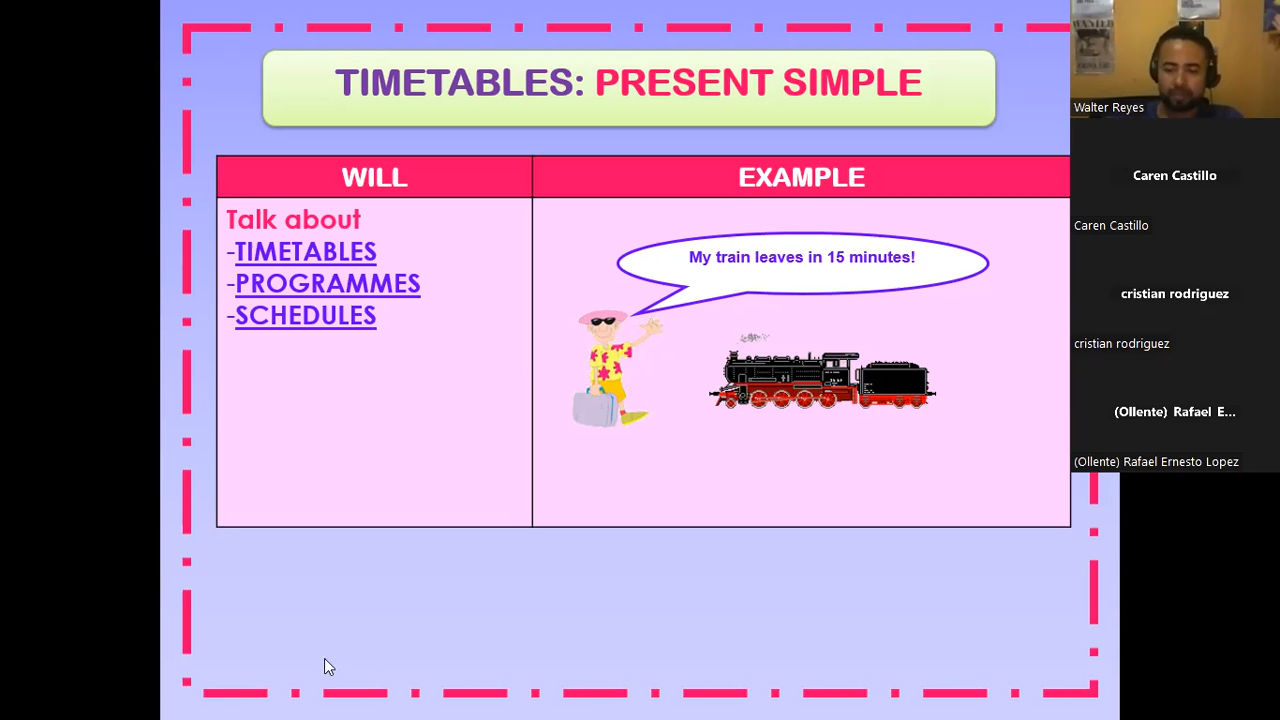 TIMETABLES: PRESENT SIMPLE
WILL
EXAMPLE
Talk about
-TIMETABLES
-PROGRAMMES
-SCHEDULES
My train leaves in 15 minutes!
WANTED
Walter Reyes
Caren Castillo
Caren Castillo
cristian rodriguez
cristian rodriguez
(Ollente) Rafael E...
(Ollente) Rafael Ernesto Lopez